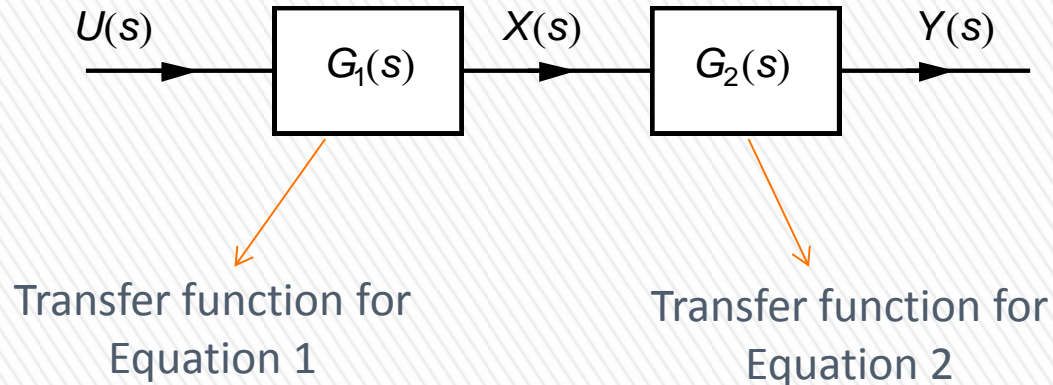 U(s) X(s) Y(s)
G₁(s) G₂(s)
Transfer function for
Equation 1
Transfer function for
Equation 2